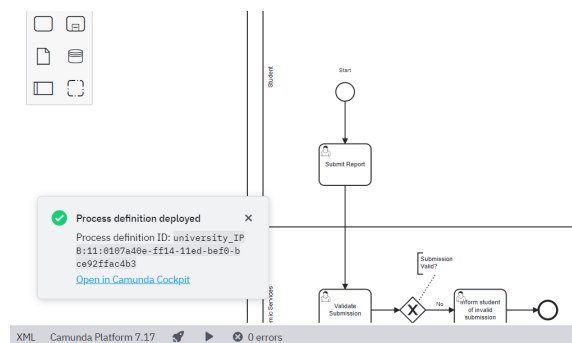 Student
Start
Submit Report
Process definition deployed
Process definition ID: university_IP
B:11:0107a40e-ff14-11ed-bef0-b
ce92ffac4b3
Open in Camunda Cockpit
Submission
Valid?
Services
Validate
Submission
No
Inform student
of invalid
submission
XML Camunda Platform 7.17 0 errors